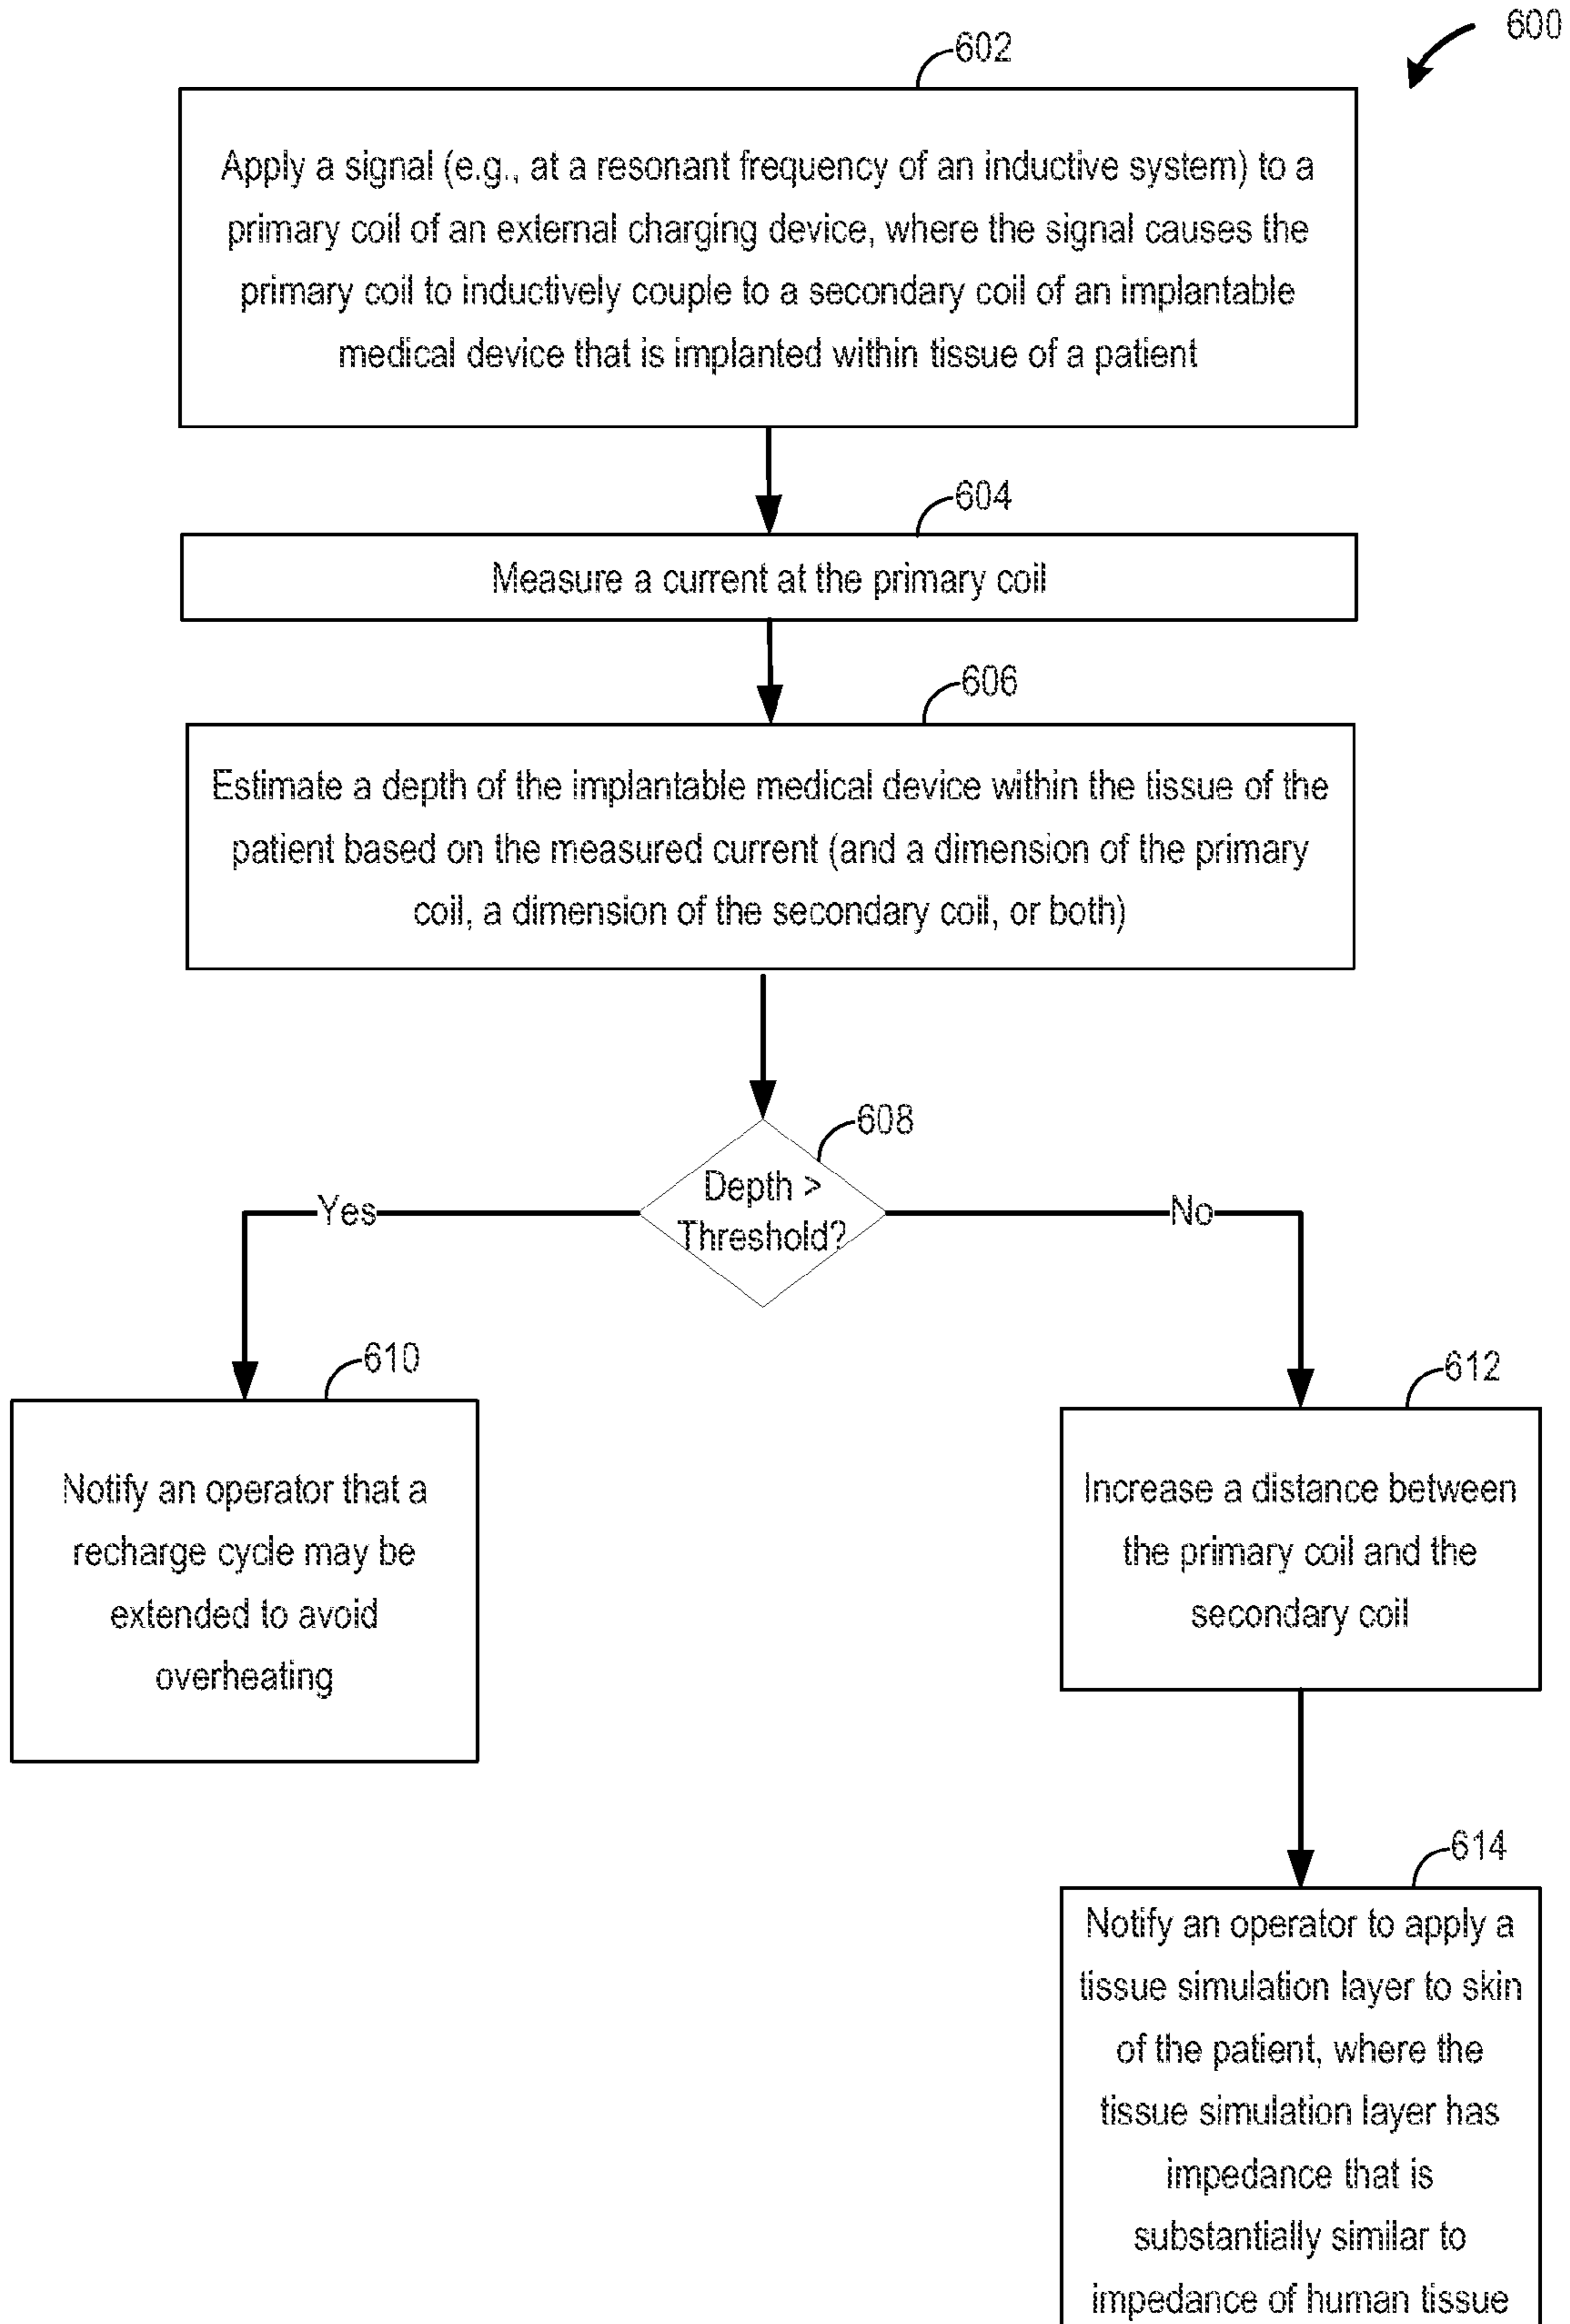 600
602
Apply a signal (e.g., at a resonant frequency of an inductive system) to a
primary coil of an external charging device, where the signal causes the
primary coil to inductively couple to a secondary coil of an implantable
medical device that is implanted within tissue of a patient
604
Measure a current at the primary coil
606
Estimate a depth of the implantable medical device within the tissue of the
patient based on the measured current (and a dimension of the primary
coil, a dimension of the secondary coil, or both)
608
Depth >
Threshold?
Yes
No
610
Notify an operator that a
recharge cycle may be
extended to avoid
overheating
612
Increase a distance between
the primary coil and the
secondary coil
614
Notify an operator to apply a
tissue simulation layer to skin
of the patient, where the
tissue simulation layer has
impedance that is
substantially similar to
impedance of human tissue